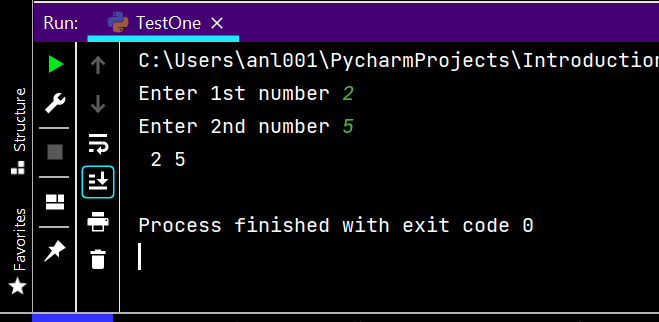 Run: TestOne
C:\Users\anl001\PycharmProjects\Introduction
Enter 1st number 2
Enter 2nd number 5
 2 5
Process finished with exit code 0
Structure
Favorites